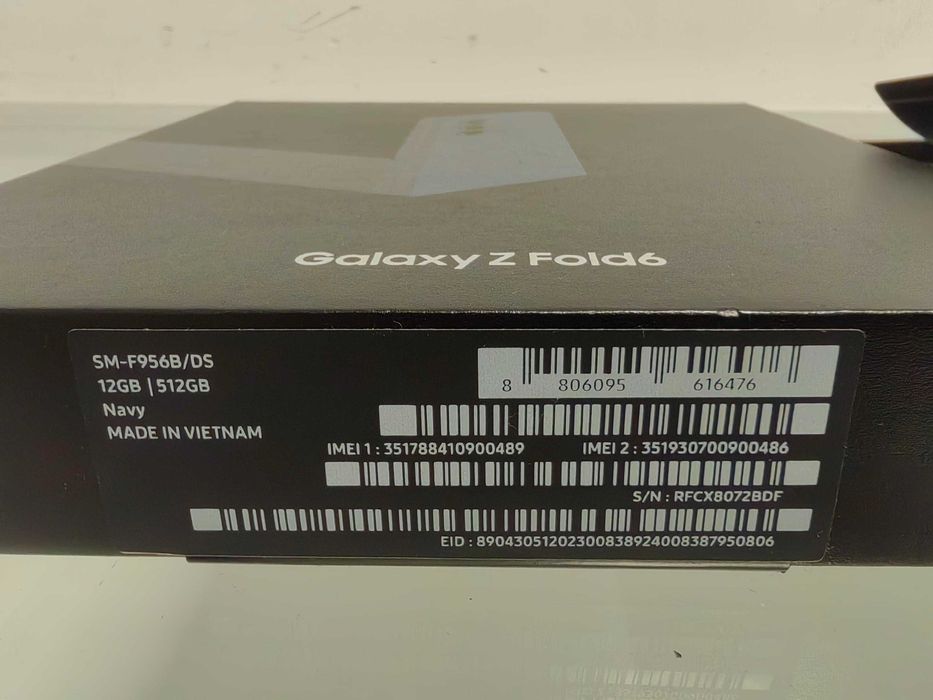 Galaxy Z Fold6
SM-F956B/DS
12GB | 512GB
Navy
MADE IN VIETNAM
8 806095 616476
IMEI 1 : 351788410900489 IMEI 2 : 351930700900486
S/N : RFCX8072BDF
EID : 89043051202300838924008387950806